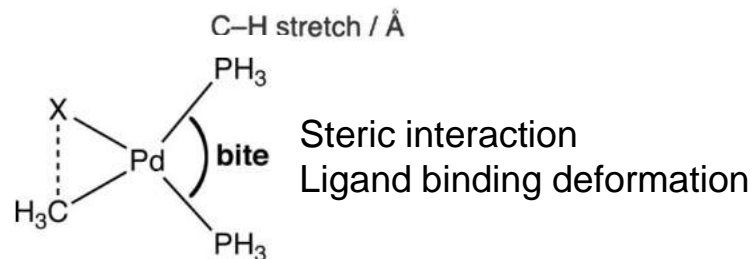 C–H stretch / Å
PH₃
X
Pd
bite
Steric interaction
Ligand binding deformation
H₃C
PH₃